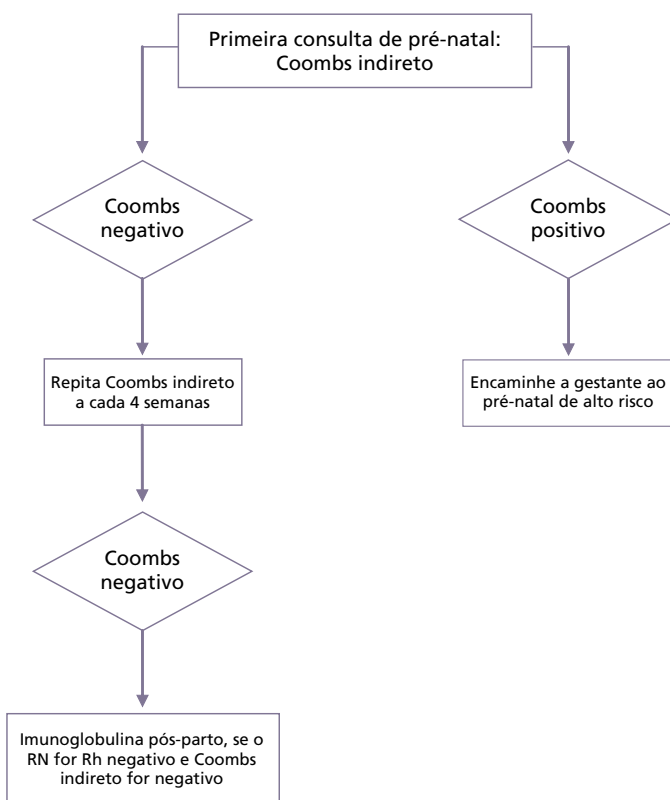 Primeira consulta de pré-natal:
Coombs indireto
Coombs
negativo
Coombs
positivo
Repita Coombs indireto
a cada 4 semanas
Encaminhe a gestante ao
pré-natal de alto risco
Coombs
negativo
Imunoglobulina pós-parto, se o
RN for Rh negativo e Coombs
indireto for negativo